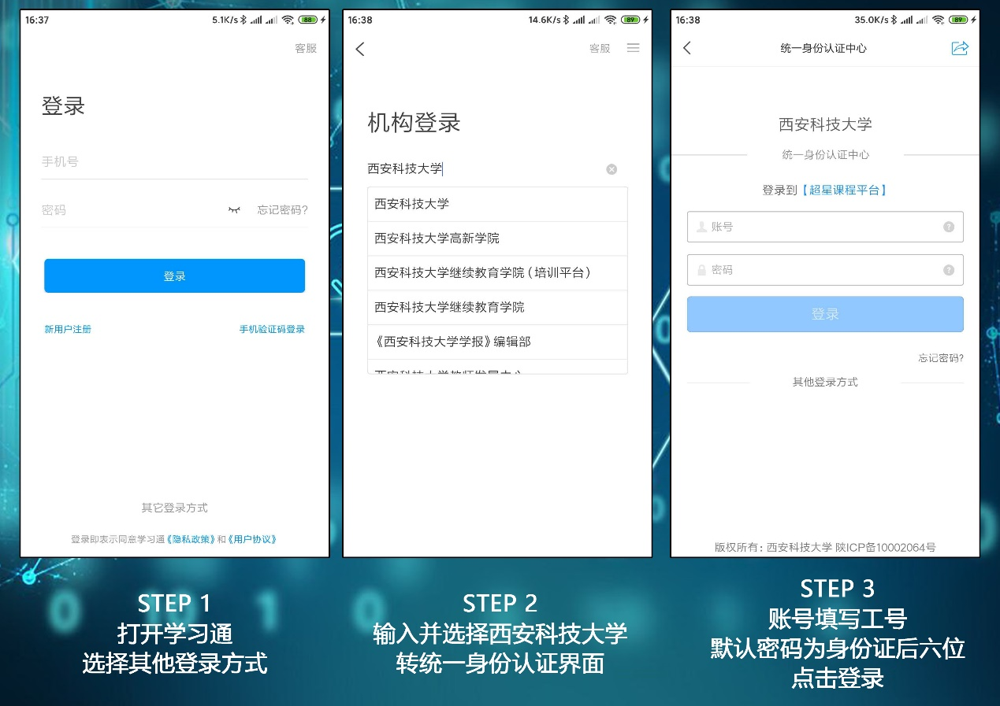 16:37
5.1K/s
88
客服
登录
手机号
密码
忘记密码?
登录
新用户注册
手机验证码登录
其它登录方式
登录即表示同意学习通《隐私政策》和《用户协议》
STEP 1
打开学习通
选择其他登录方式
16:38
14.6K/s
89
客服
机构登录
西安科技大学
西安科技大学
西安科技大学高新学院
西安科技大学继续教育学院(培训平台)
西安科技大学继续教育学院
《西安科技大学学报》编辑部
西安科技大学教师发展中心
STEP 2
输入并选择西安科技大学
转统一身份认证界面
16:38
35.0K/s
89
统一身份认证中心
西安科技大学
统一身份认证中心
登录到【超星课程平台】
账号
密码
登录
忘记密码?
其他登录方式
版权所有: 西安科技大学 陕ICP备10002064号
STEP 3
账号填写工号
默认密码为身份证后六位
点击登录